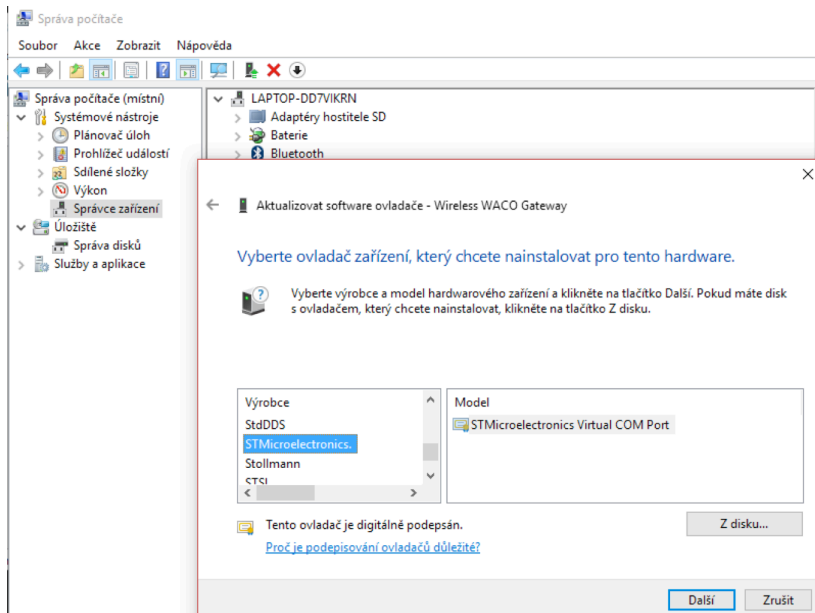 Správa počítače
Soubor Akce Zobrazit Nápověda
Správa počítače (místní)
Systémové nástroje
Plánovač úloh
Prohlížeč událostí
Sdílené složky
Výkon
Správce zařízení
Úložiště
Správa disků
Služby a aplikace
LAPTOP-DD7VIKRN
Adaptéry hostitele SD
Baterie
Bluetooth
Aktualizovat software ovladače - Wireless WACO Gateway
Vyberte ovladač zařízení, který chcete nainstalovat pro tento hardware.
Vyberte výrobce a model hardwarového zařízení a klikněte na tlačítko Další. Pokud máte disk
s ovladačem, který chcete nainstalovat, klikněte na tlačítko Z disku.
Výrobce
StdDDS
STMicroelectronics.
Stollmann
STSI
Model
STMicroelectronics Virtual COM Port
Tento ovladač je digitálně podepsán.
Proč je podepisování ovladačů důležité?
Z disku...
Další
Zrušit